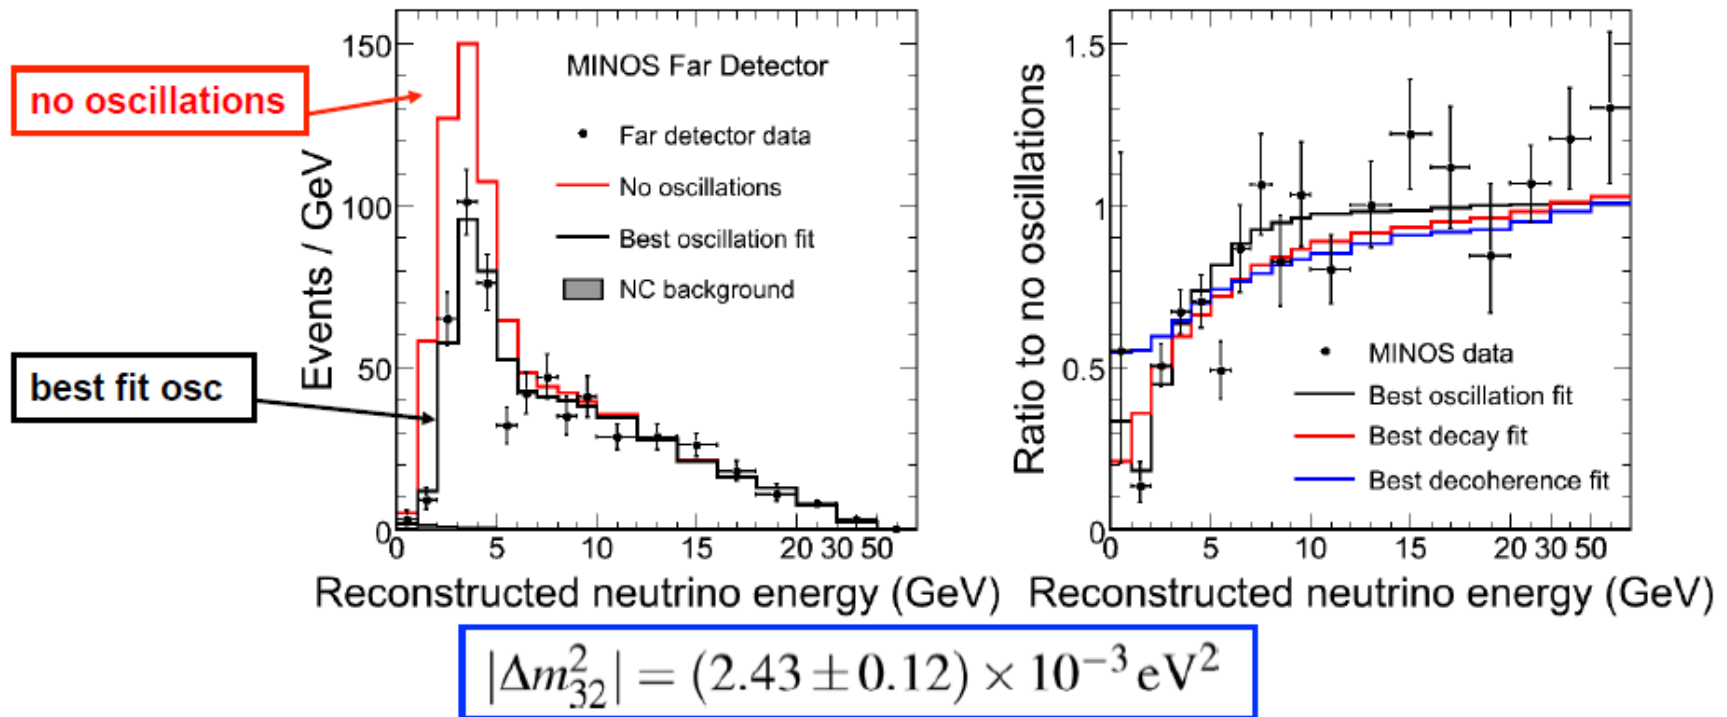 no oscillations
best fit osc
Events / GeV
150
100
50
0
MINOS Far Detector
Far detector data
No oscillations
Best oscillation fit
NC background
0 5 10 15 20 30 50
Reconstructed neutrino energy (GeV)
Ratio to no oscillations
1.5
1
0.5
0
MINOS data
Best oscillation fit
Best decay fit
Best decoherence fit
0 5 10 15 20 30 50
Reconstructed neutrino energy (GeV)
|Δm²₃₂| = (2.43 ± 0.12) × 10⁻³ eV²